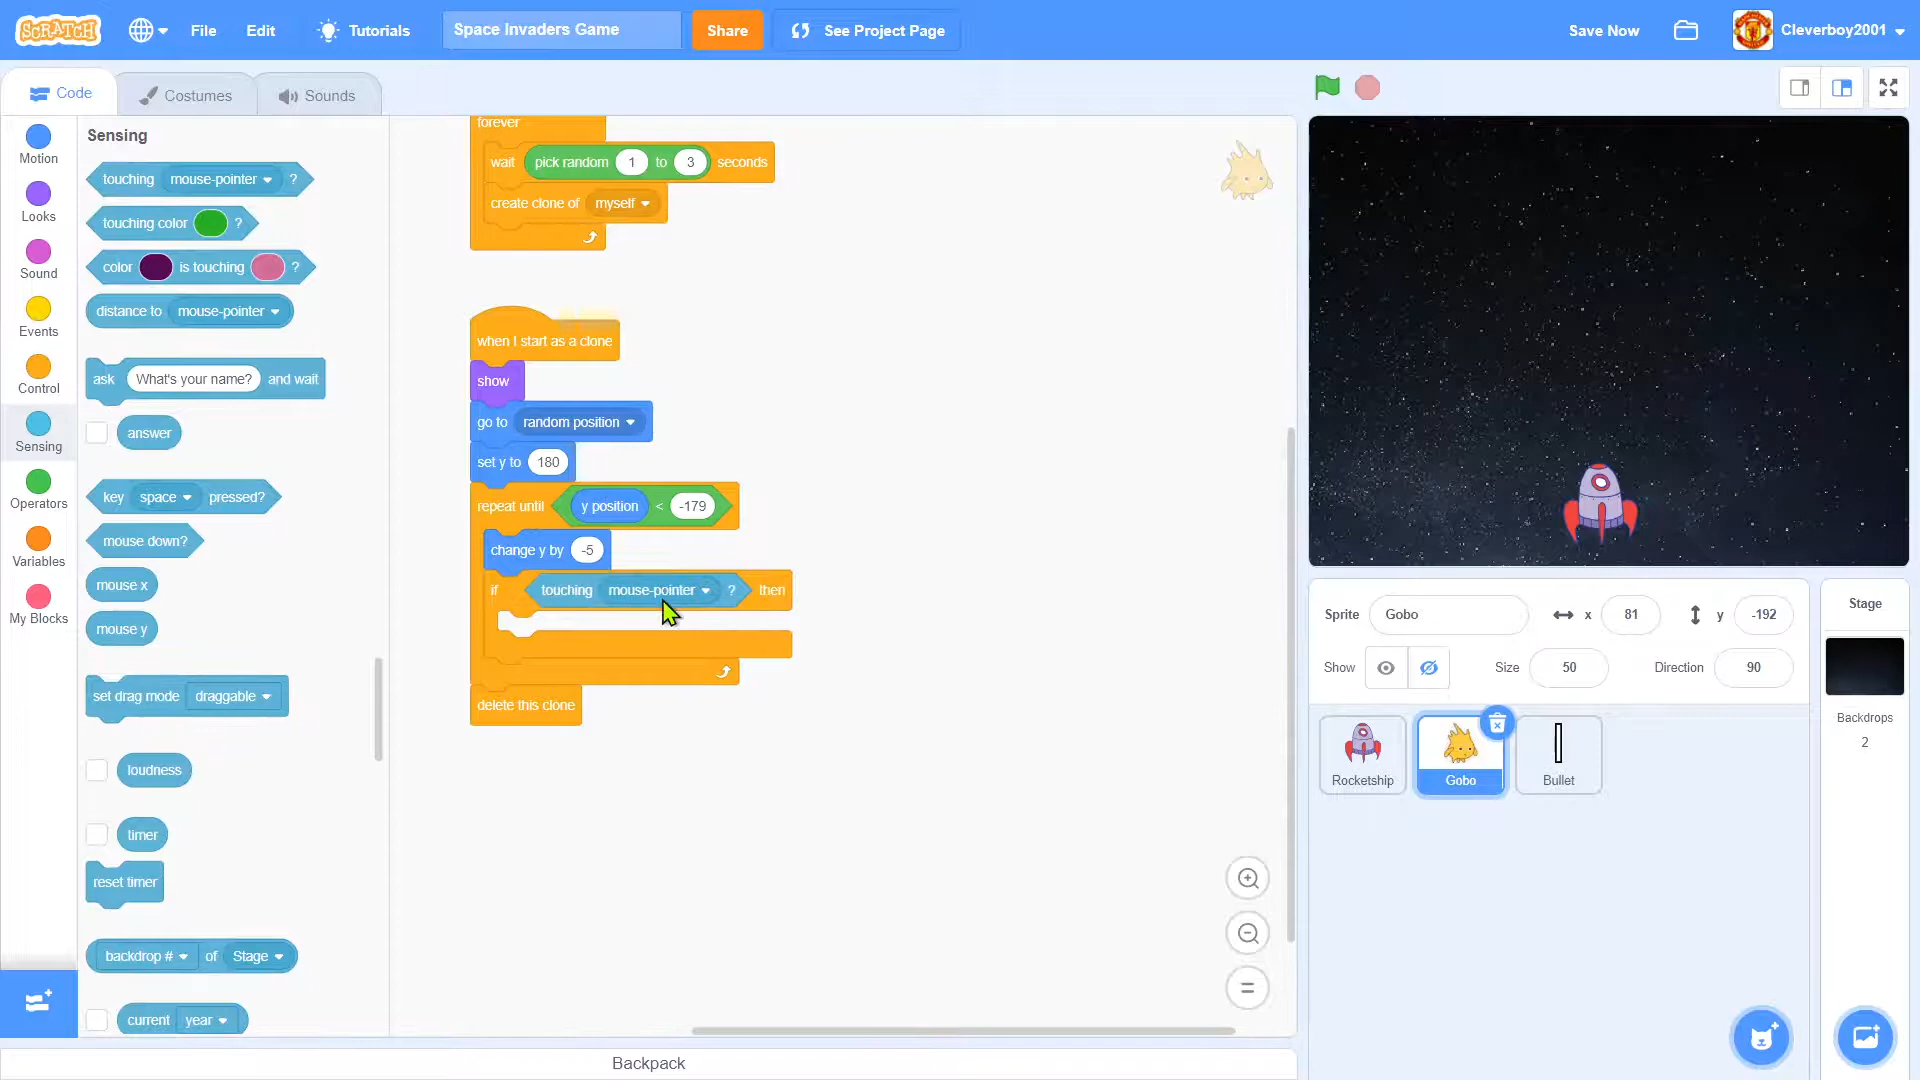 SCRATCH File Edit Tutorials Space Invaders Game Share See Project Page Save Now Cleverboy2001
Code Costumes Sounds
Motion
Looks
Sound
Events
Control
Sensing
Operators
Variables
My Blocks
Sensing
touching mouse-pointer ?
touching color ?
color is touching ?
distance to mouse-pointer
ask What's your name? and wait
answer
key space pressed?
mouse down?
mouse x
mouse y
set drag mode draggable
loudness
timer
reset timer
backdrop # of Stage
current year
forever
wait pick random 1 to 3 seconds
create clone of myself
when I start as a clone
show
go to random position
set y to 180
repeat until y position < -179
change y by -5
if touching mouse-pointer ? then
delete this clone
Backpack
Sprite Gobo x 81 y -192
Show Size 50 Direction 90
Rocketship Gobo Bullet
Stage
Backdrops
2